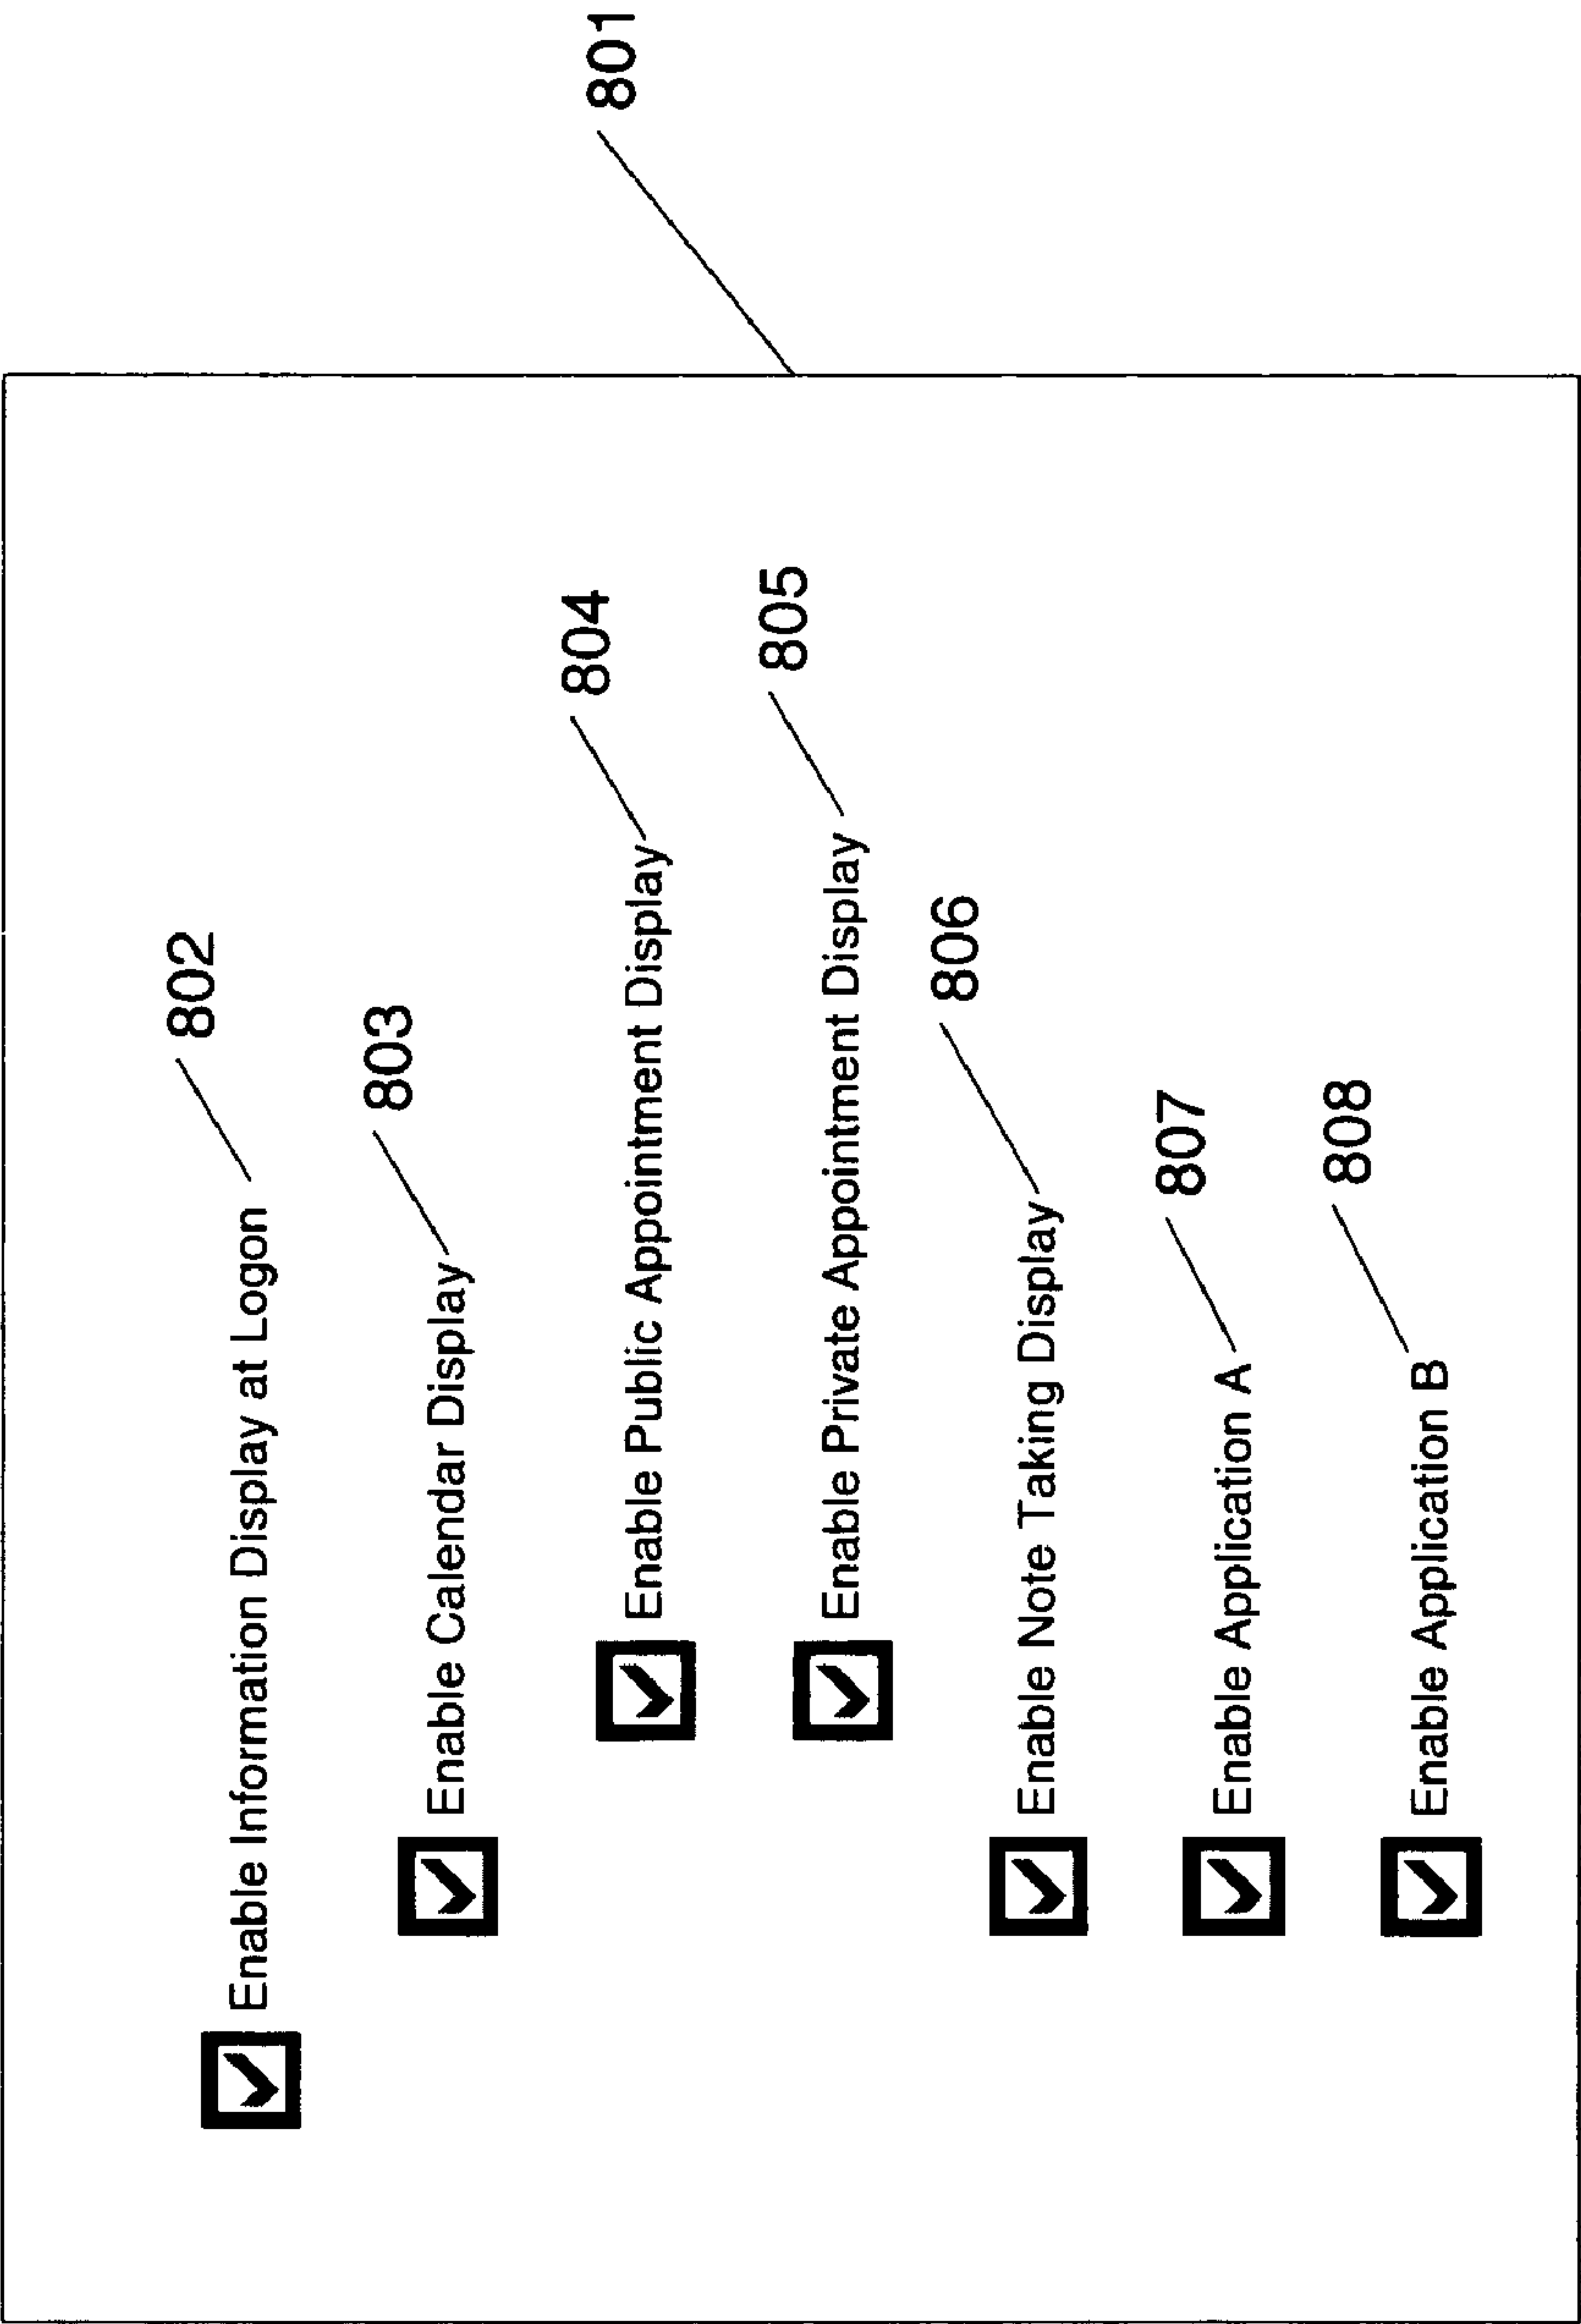 801
Enable Information Display at Logon 802
Enable Calendar Display 803
Enable Public Appointment Display 804
Enable Private Appointment Display 805
Enable Note Taking Display 806
Enable Application A 807
Enable Application B 808